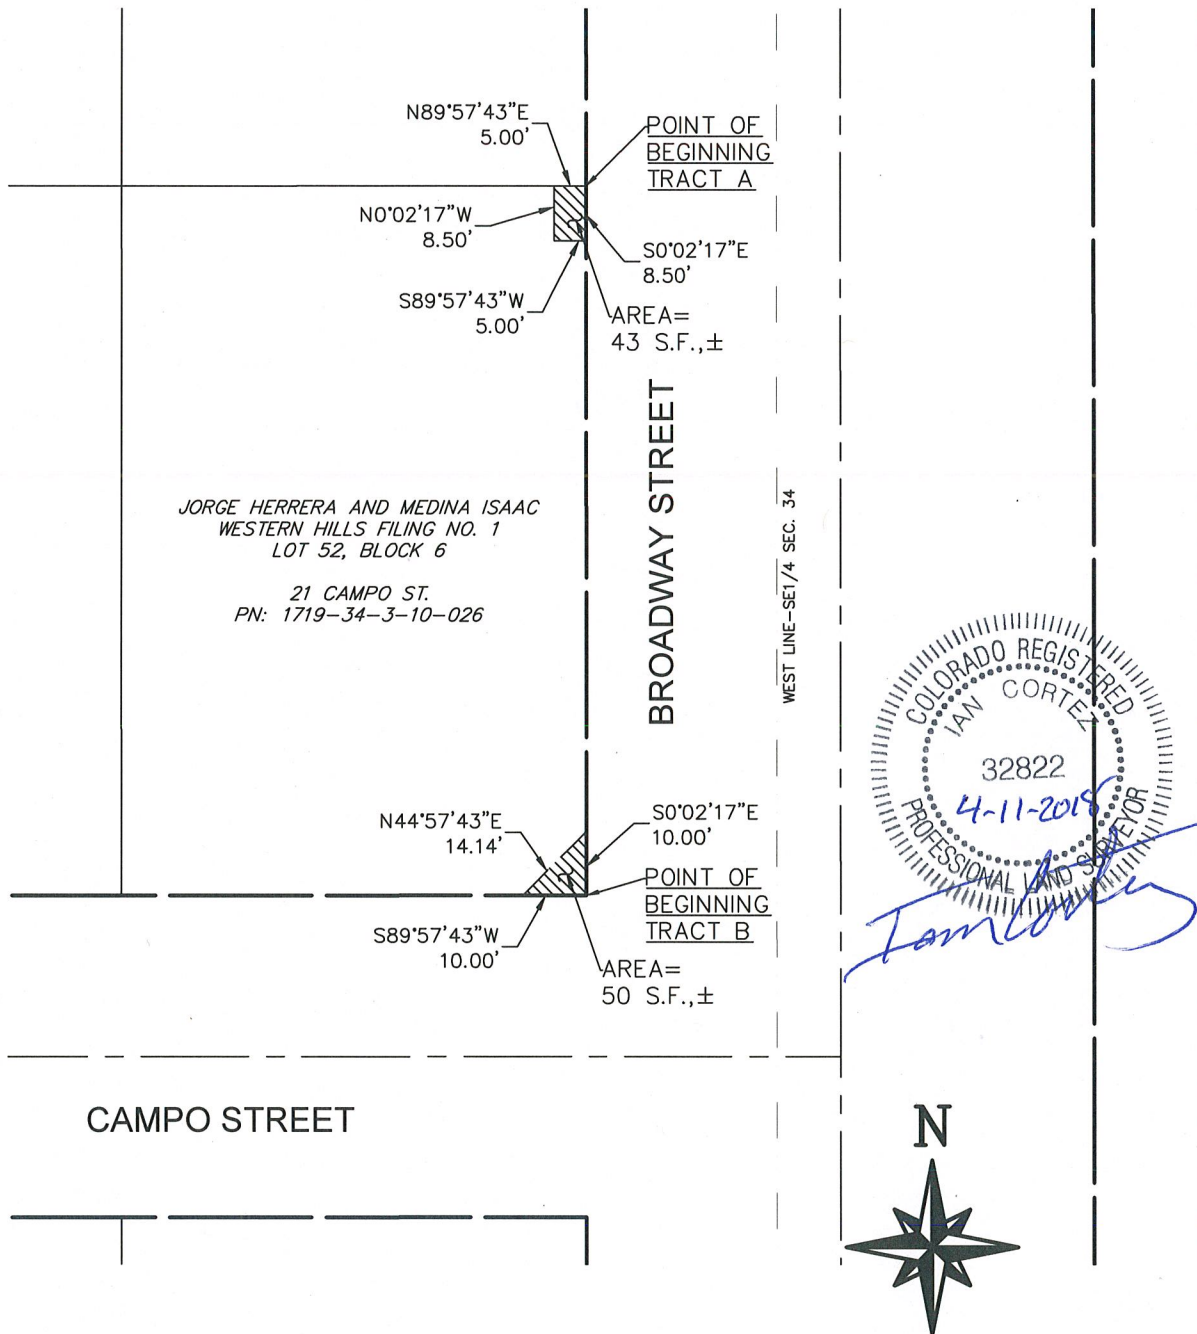 N89°57'43"E
5.00'
POINT OF
BEGINNING
TRACT A
N0°02'17"W
8.50'
S0°02'17"E
8.50'
S89°57'43"W
5.00'
AREA=
43 S.F.,±
BROADWAY STREET
WEST LINE-SE1/4 SEC. 34
JORGE HERRERA AND MEDINA ISAAC
WESTERN HILLS FILING NO. 1
LOT 52, BLOCK 6
21 CAMPO ST.
PN: 1719-34-3-10-026
COLORADO REGISTERED
IAN CORTEZ
32822
4-11-2018
PROFESSIONAL LAND SURVEYOR
N44°57'43"E
14.14'
S0°02'17"E
10.00'
POINT OF
BEGINNING
TRACT B
S89°57'43"W
10.00'
AREA=
50 S.F.,±
CAMPO STREET
N